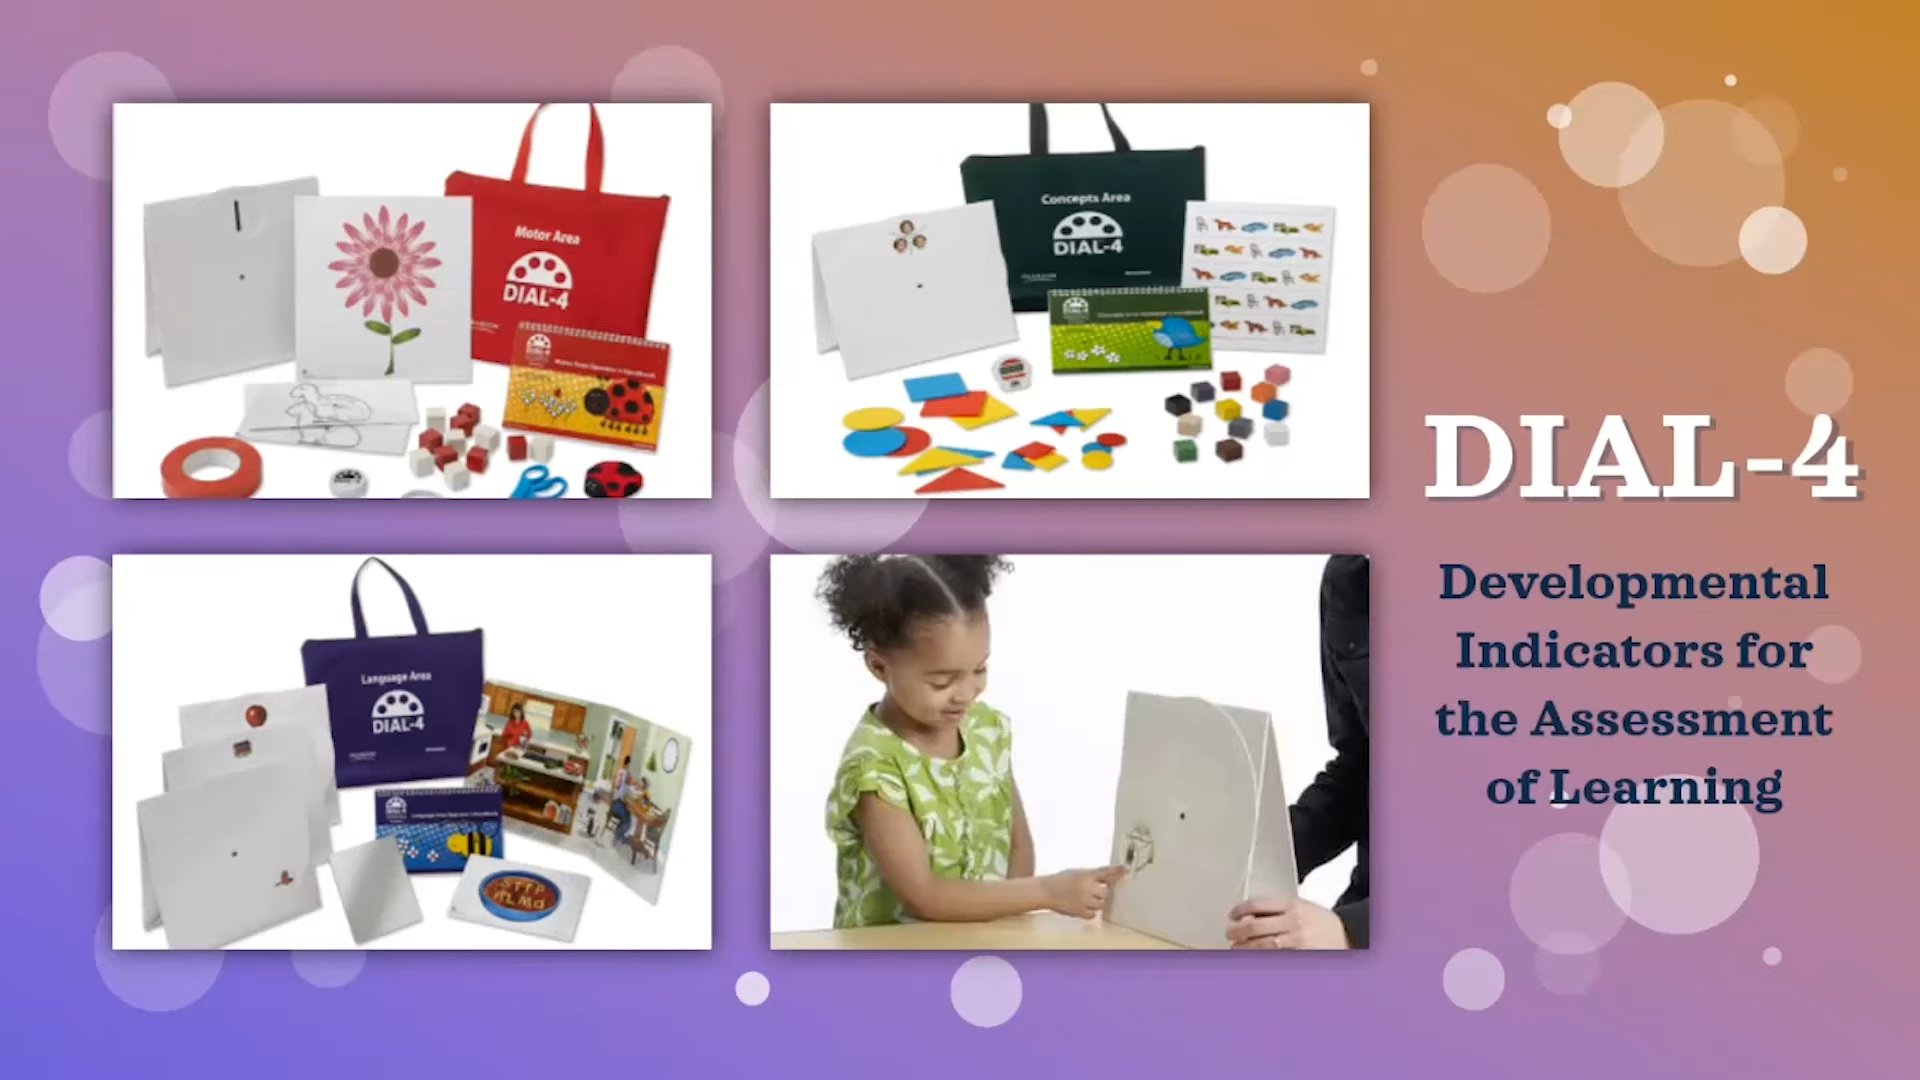 Motor Area
DIAL-4
Concepts Area
DIAL-4
DIAL-4
Developmental
Indicators for
the Assessment
of Learning
Language Area
DIAL-4